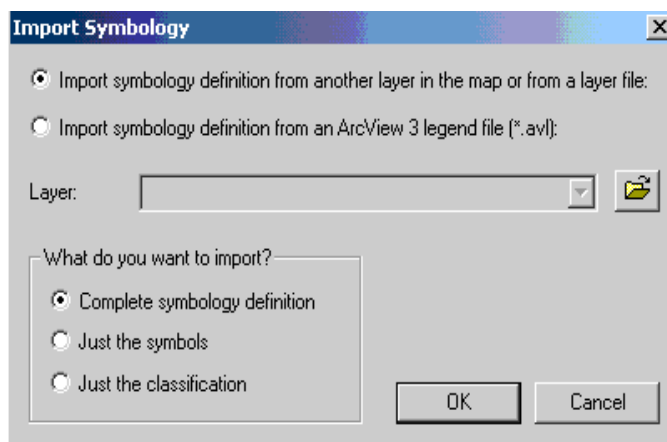 Import Symbology
Import symbology definition from another layer in the map or from a layer file:
Import symbology definition from an ArcView 3 legend file (*.avl):
Layer:
What do you want to import?
Complete symbology definition
Just the symbols
Just the classification
OK
Cancel